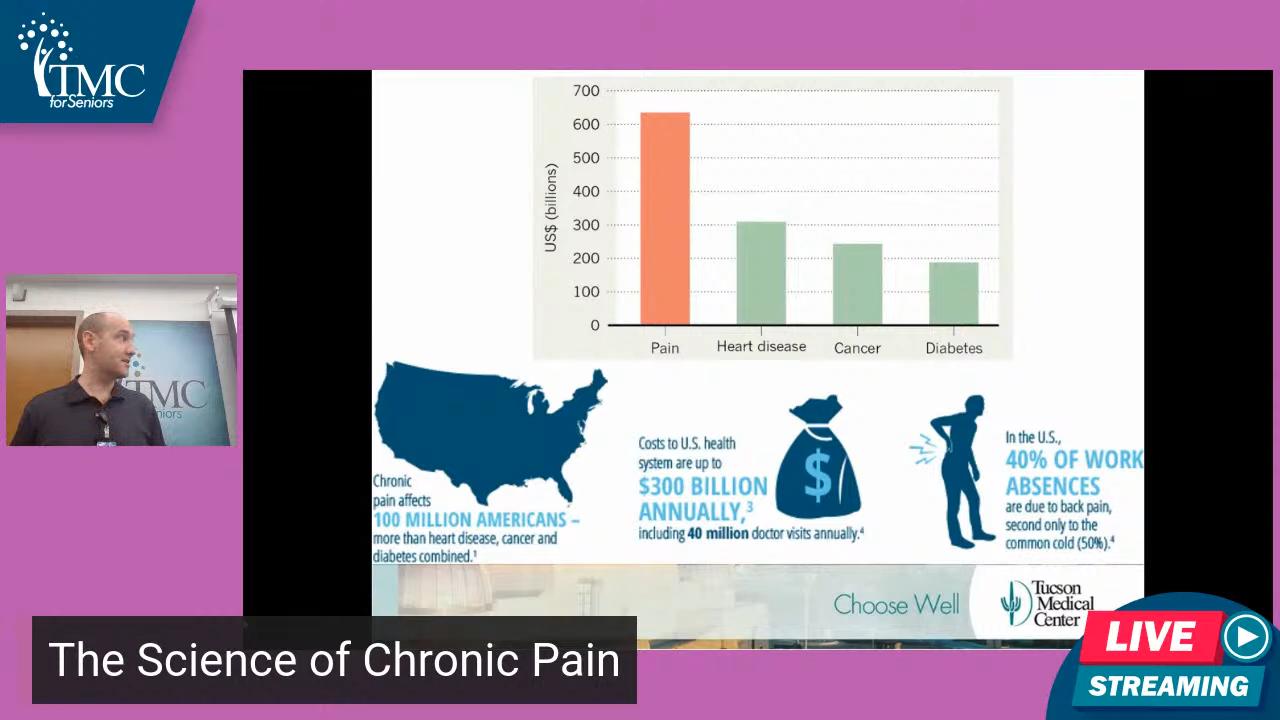 TMC
for Seniors
700
600
500
400
300
200
100
0
US$ (billions)
Pain
Heart disease
Cancer
Diabetes
Chronic
pain affects
100 MILLION AMERICANS –
more than heart disease, cancer and
diabetes combined.¹
Costs to U.S. health
system are up to
$300 BILLION
ANNUALLY,³
including 40 million doctor visits annually.⁴
$
In the U.S.,
40% OF WORK
ABSENCES
are due to back pain,
second only to the
common cold (50%).⁴
TMC
Seniors
Choose Well
Tucson
Medical
Center
The Science of Chronic Pain
LIVE
STREAMING